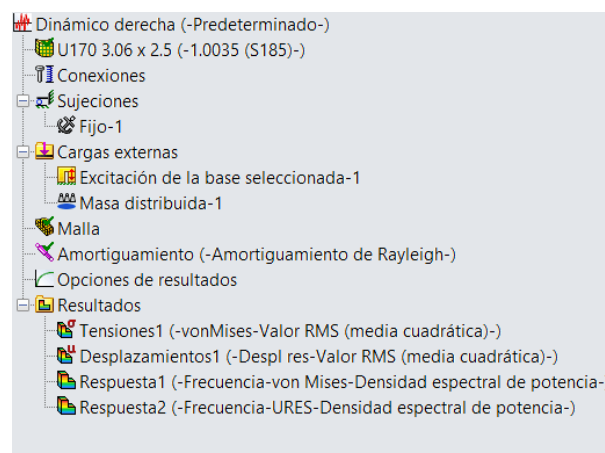 Dinámico derecha (-Predeterminado-)
U170 3.06 x 2.5 (-1.0035 (S185)-)
Conexiones
Sujeciones
Fijo-1
Cargas externas
Excitación de la base seleccionada-1
Masa distribuida-1
Malla
Amortiguamiento (-Amortiguamiento de Rayleigh-)
Opciones de resultados
Resultados
Tensiones1 (-vonMises-Valor RMS (media cuadrática)-)
Desplazamientos1 (-Despl res-Valor RMS (media cuadrática)-)
Respuesta1 (-Frecuencia-von Mises-Densidad espectral de potencia-
Respuesta2 (-Frecuencia-URES-Densidad espectral de potencia-)